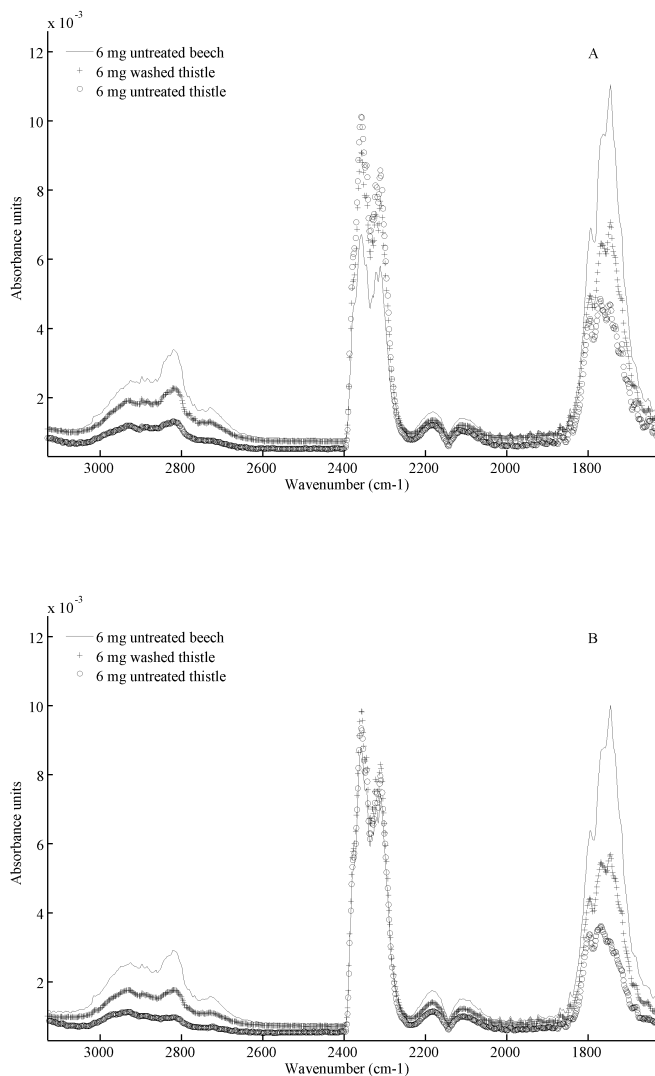 x 10-3
12
6 mg untreated beech
A
6 mg washed thistle
6 mg untreated thistle
10
8
6
4
2
Absorbance units
3000
2800
2600
2400
2200
2000
1800
Wavenumber (cm-1)
x 10-3
12
6 mg untreated beech
B
6 mg washed thistle
6 mg untreated thistle
10
8
6
4
2
Absorbance units
3000
2800
2600
2400
2200
2000
1800
Wavenumber (cm-1)